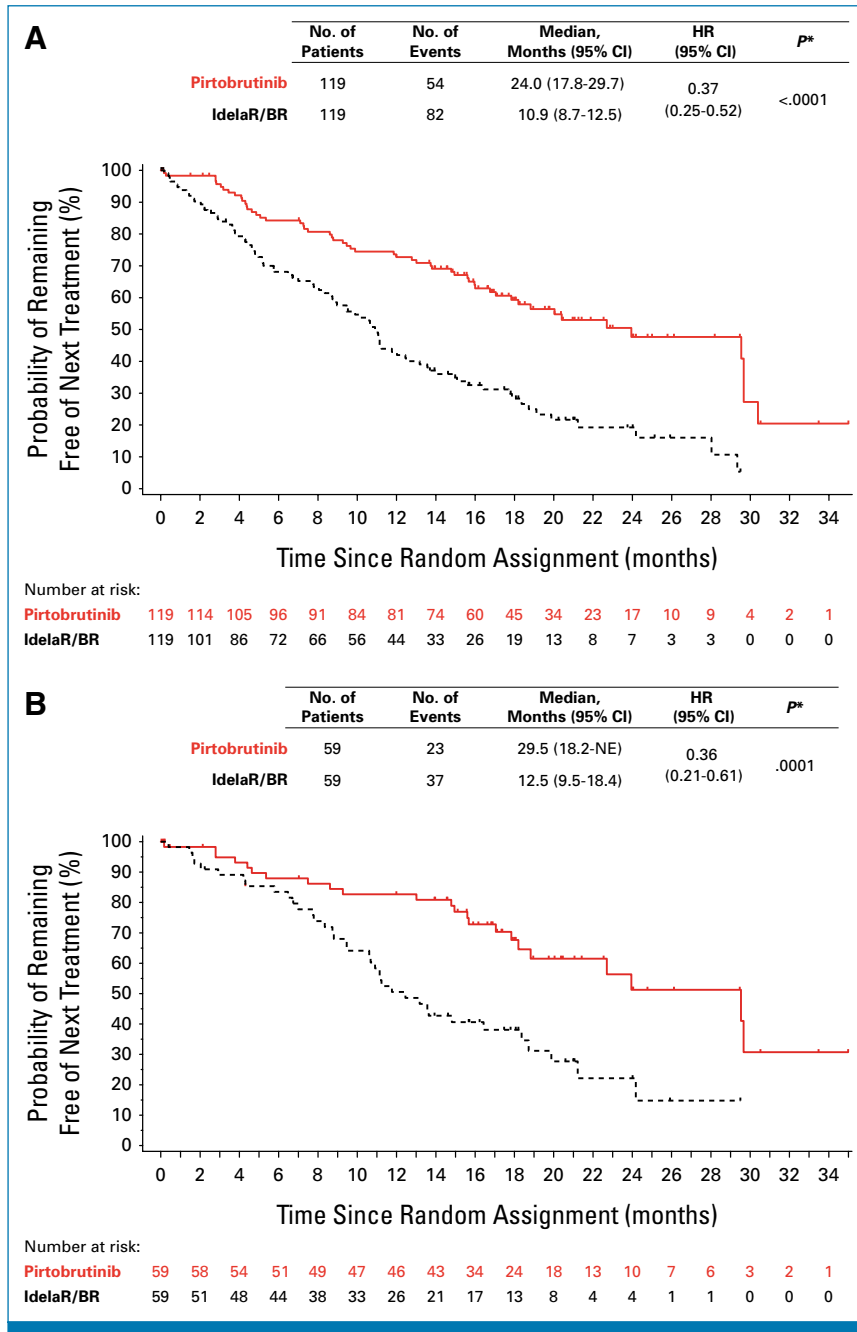 A
No. of Patients No. of Events Median, Months (95% CI) HR (95% CI) P*
Pirtobrutinib 119 54 24.0 (17.8-29.7) 0.37 (0.25-0.52) <.0001
IdelaR/BR 119 82 10.9 (8.7-12.5)
Probability of Remaining
Free of Next Treatment (%)
100
90
80
70
60
50
40
30
20
10
0
0 2 4 6 8 10 12 14 16 18 20 22 24 26 28 30 32 34
Time Since Random Assignment (months)
Number at risk:
Pirtobrutinib 119 114 105 96 91 84 81 74 60 45 34 23 17 10 9 4 2 1
IdelaR/BR 119 101 86 72 66 56 44 33 26 19 13 8 7 3 3 0 0 0
B
No. of Patients No. of Events Median, Months (95% CI) HR (95% CI) P*
Pirtobrutinib 59 23 29.5 (18.2-NE) 0.36 (0.21-0.61) .0001
IdelaR/BR 59 37 12.5 (9.5-18.4)
Probability of Remaining
Free of Next Treatment (%)
100
90
80
70
60
50
40
30
20
10
0
0 2 4 6 8 10 12 14 16 18 20 22 24 26 28 30 32 34
Time Since Random Assignment (months)
Number at risk:
Pirtobrutinib 59 58 54 51 49 47 46 43 34 24 18 13 10 7 6 3 2 1
IdelaR/BR 59 51 48 44 38 33 26 21 17 13 8 4 4 1 1 0 0 0